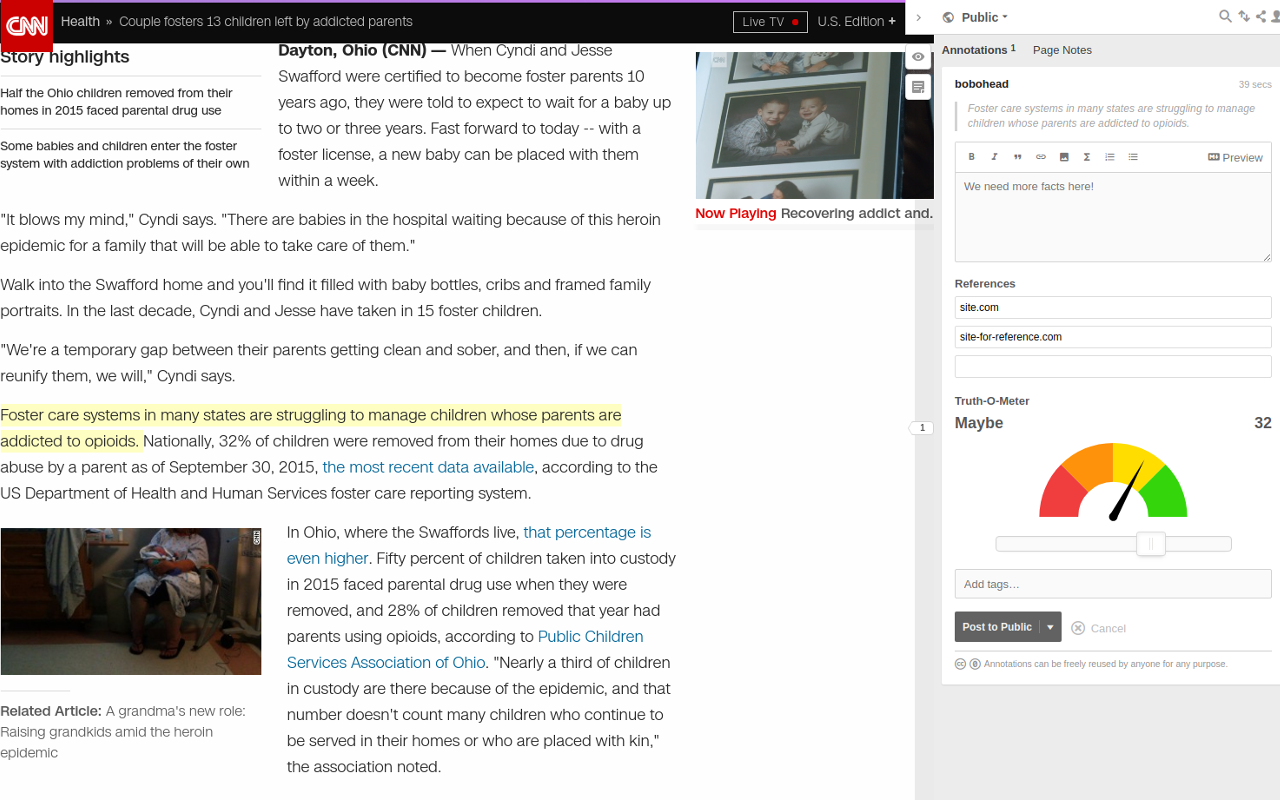 CNN Health » Couple fosters 13 children left by addicted parents Live TV U.S. Edition +
Story highlights
Half the Ohio children removed from their
homes in 2015 faced parental drug use
Some babies and children enter the foster
system with addiction problems of their own
Dayton, Ohio (CNN) — When Cyndi and Jesse
Swafford were certified to become foster parents 10
years ago, they were told to expect to wait for a baby up
to two or three years. Fast forward to today -- with a
foster license, a new baby can be placed with them
within a week.
CNN
Now Playing Recovering addict and.
"It blows my mind," Cyndi says. "There are babies in the hospital waiting because of this heroin
epidemic for a family that will be able to take care of them."
Walk into the Swafford home and you'll find it filled with baby bottles, cribs and framed family
portraits. In the last decade, Cyndi and Jesse have taken in 15 foster children.
"We're a temporary gap between their parents getting clean and sober, and then, if we can
reunify them, we will," Cyndi says.
Foster care systems in many states are struggling to manage children whose parents are
addicted to opioids. Nationally, 32% of children were removed from their homes due to drug
abuse by a parent as of September 30, 2015, the most recent data available, according to the
US Department of Health and Human Services foster care reporting system.
CNN
Related Article: A grandma's new role:
Raising grandkids amid the heroin
epidemic
In Ohio, where the Swaffords live, that percentage is
even higher. Fifty percent of children taken into custody
in 2015 faced parental drug use when they were
removed, and 28% of children removed that year had
parents using opioids, according to Public Children
Services Association of Ohio. "Nearly a third of children
in custody are there because of the epidemic, and that
number doesn't count many children who continue to
be served in their homes or who are placed with kin,"
the association noted.
1
Public
Annotations 1 Page Notes
bobohead 39 secs
Foster care systems in many states are struggling to manage
children whose parents are addicted to opioids.
B I ” Σ Preview
We need more facts here!
References
site.com
site-for-reference.com
Truth-O-Meter
Maybe 32
Add tags…
Post to Public Cancel
Annotations can be freely reused by anyone for any purpose.